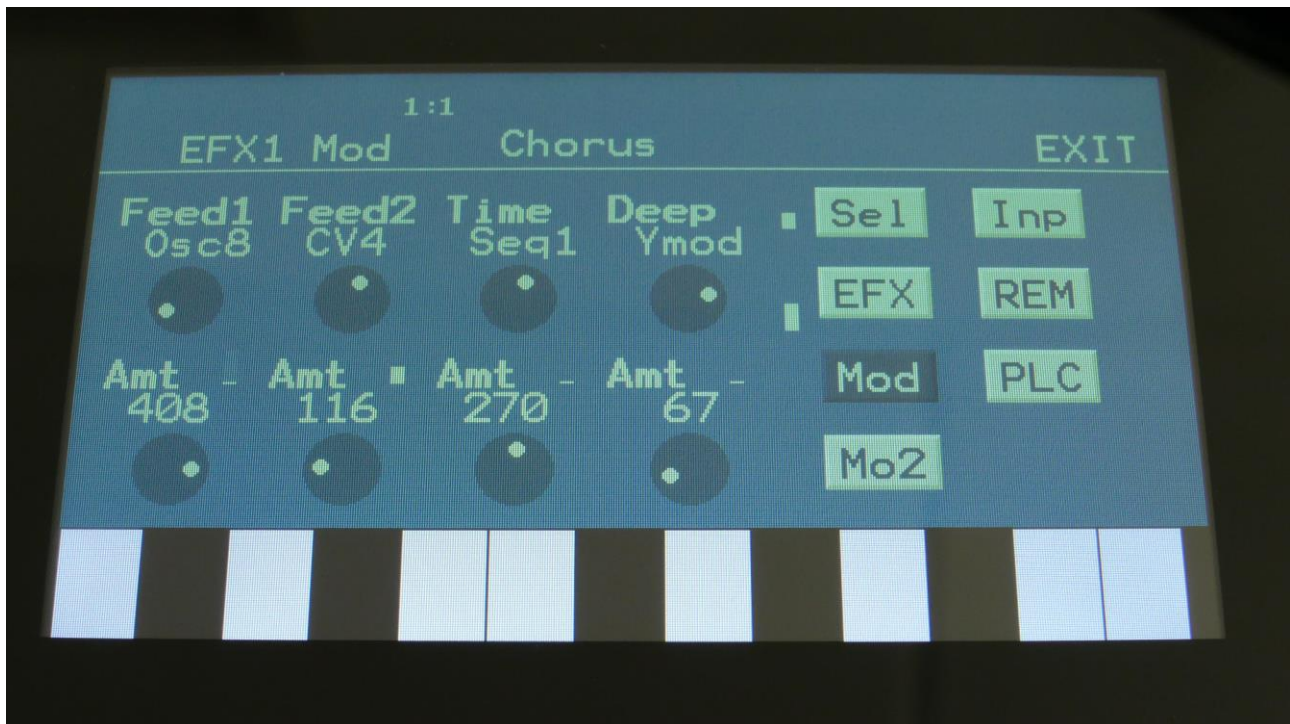 1:1
EFX1 Mod Chorus EXIT
Feed1 Feed2 Time Deep Sel Inp
Osc8 CV4 Seq1 Ymod
EFX REM
Amt Amt Amt Amt Mod PLC
408 116 270 67
Mo2